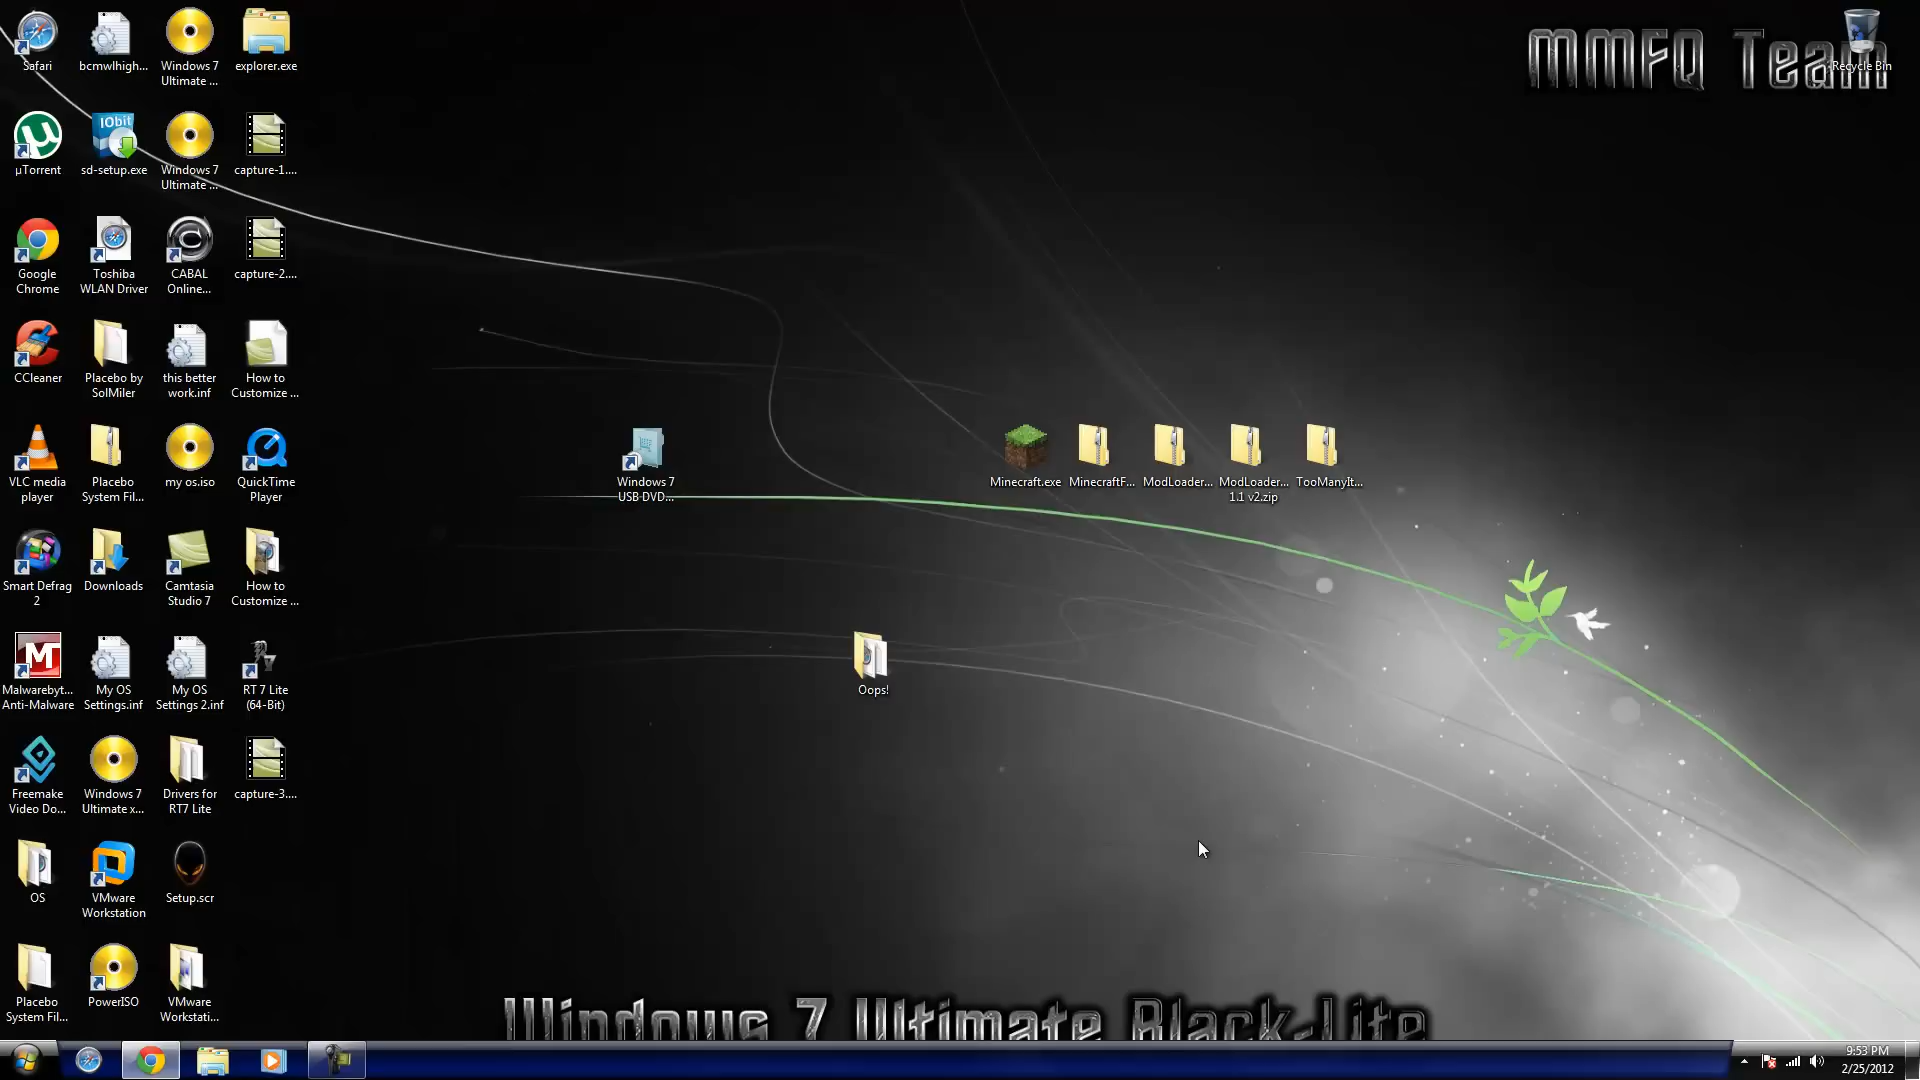 MMFQ Team
Recycle Bin
Safari
bcmwlhigh...
Windows 7
Ultimate ...
explorer.exe
µTorrent
IObit
sd-setup.exe
Windows 7
Ultimate ...
capture-1....
Google
Chrome
Toshiba
WLAN Driver
CABAL
Online...
capture-2....
CCleaner
Placebo by
SolMiler
this better
work.inf
How to
Customize ...
VLC media
player
Placebo
System Fil...
my os.iso
QuickTime
Player
Windows 7
USB DVD...
Minecraft.exe
MinecraftF...
ModLoader...
ModLoader...
1.1 v2.zip
TooManyIt...
Smart Defrag
2
Downloads
Camtasia
Studio 7
How to
Customize ...
Malwarebyt...
Anti-Malware
My OS
Settings.inf
My OS
Settings 2.inf
RT 7 Lite
(64-Bit)
Oops!
Freemake
Video Do...
Windows 7
Ultimate x...
Drivers for
RT7 Lite
capture-3....
OS
VMware
Workstation
Setup.scr
Placebo
System Fil...
PowerISO
VMware
Workstati...
Windows 7 Ultimate Black-Lite
9:53 PM
2/25/2012